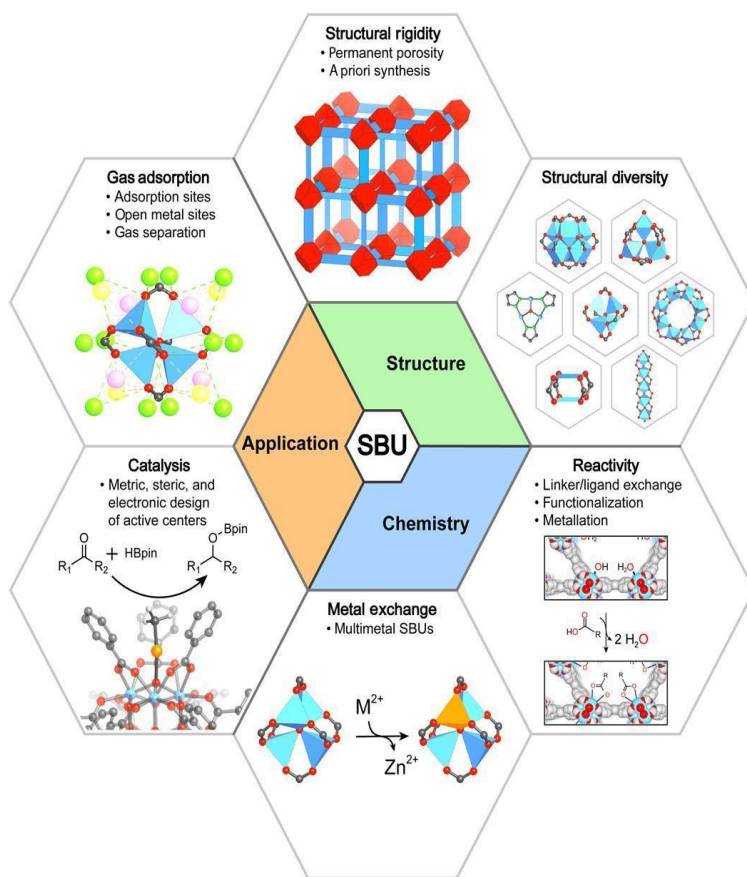 Structural rigidity
• Permanent porosity
• A priori synthesis
Gas adsorption
• Adsorption sites
• Open metal sites
• Gas separation
Structural diversity
Structure
Application
SBU
Chemistry
Catalysis
• Metric, steric, and
electronic design
of active centers
O
R1 R2
+ HBpin
O Bpin
R1 R2
Metal exchange
• Multimetal SBUs
M2+
Zn2+
Reactivity
• Linker/ligand exchange
• Functionalization
• Metallation
OH H2O
O
HO R
2 H2O
R R